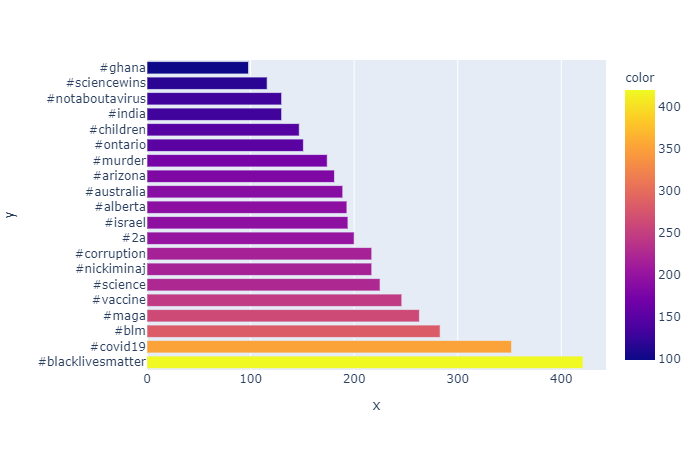 #ghana
#sciencewins
#notaboutavirus
#india
#children
#ontario
#murder
#arizona
#australia
#alberta
#israel
#2a
#corruption
#nickiminaj
#science
#vaccine
#maga
#blm
#covid19
#blacklivesmatter
y
0 100 200 300 400
x
color
400
350
300
250
200
150
100